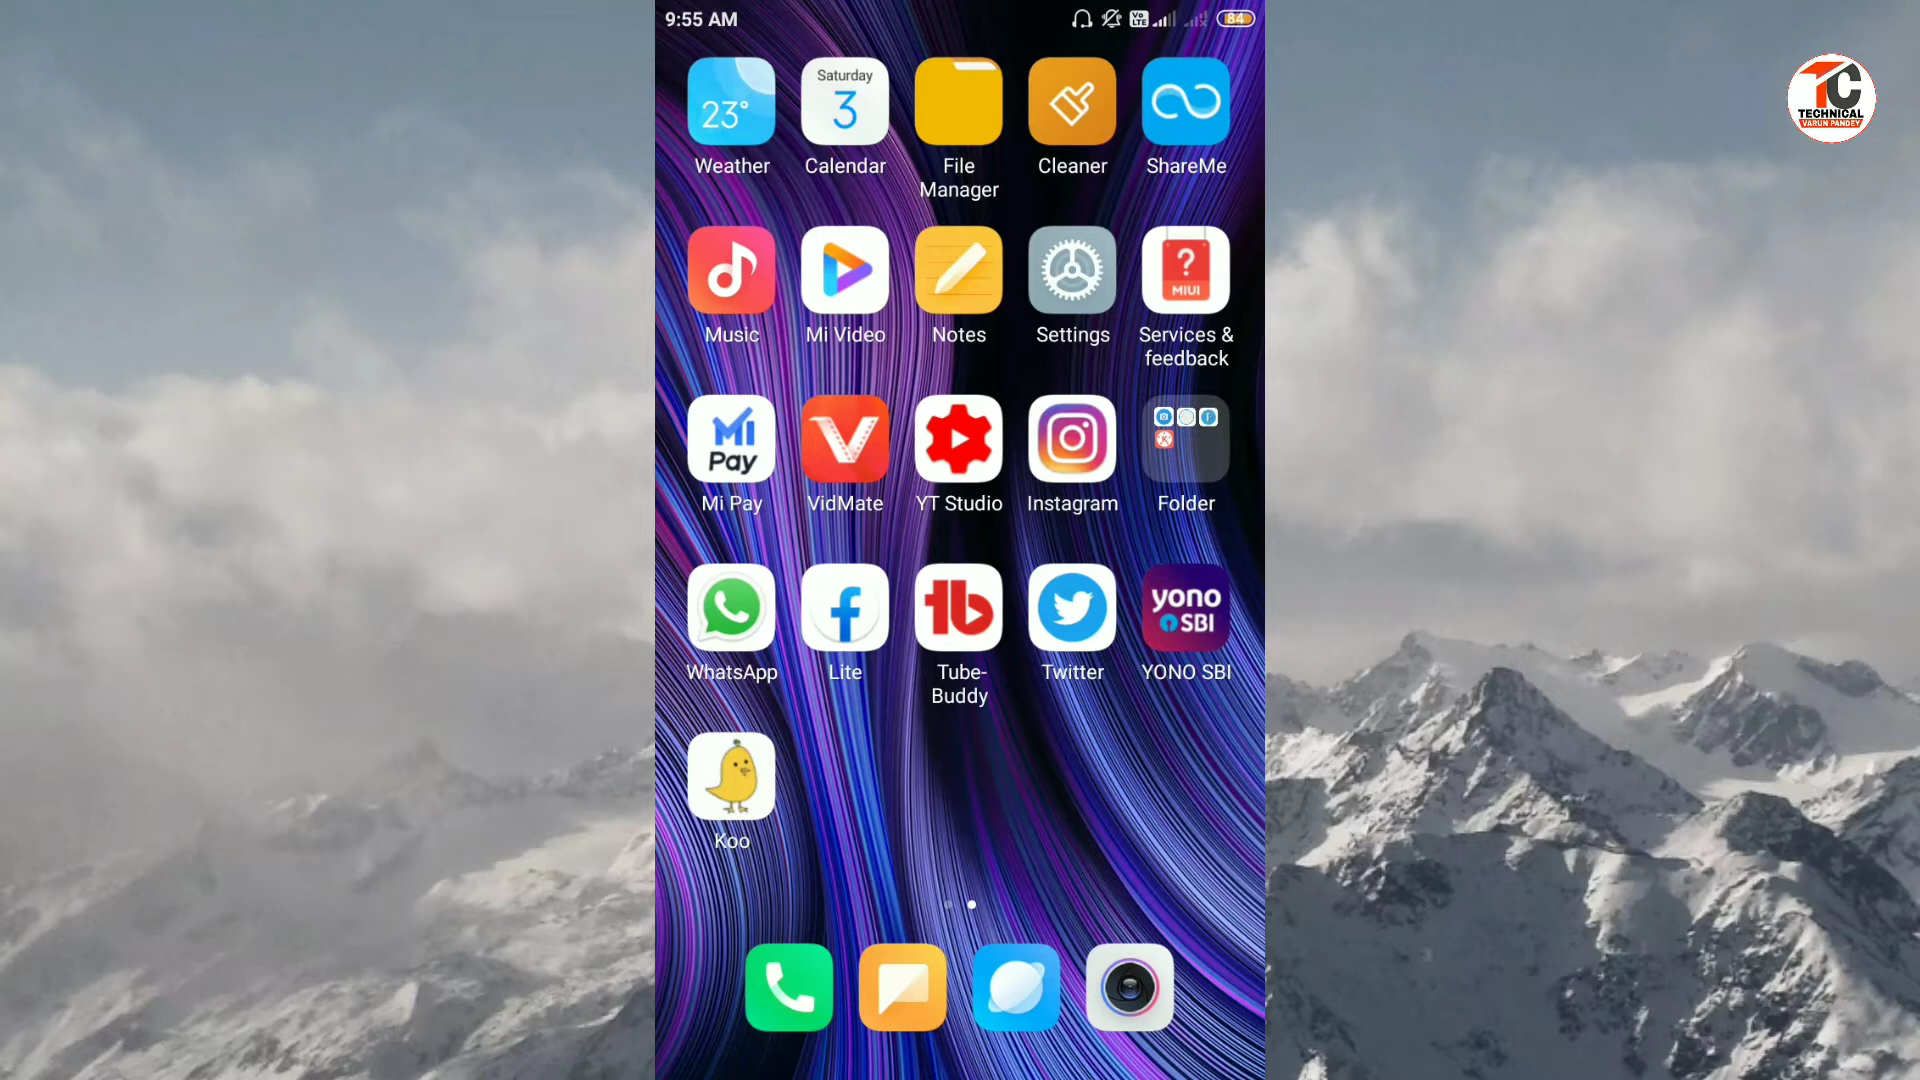 9:55 AM
Vo
LTE
84
TECHNICAL
VARUN PANDEY
23°
Saturday
3
Weather
Calendar
File
Manager
Cleaner
ShareMe
?
MIUI
Music
Mi Video
Notes
Settings
Services &
feedback
Mi
Pay
Mi Pay
VidMate
YT Studio
Instagram
Folder
yono
SBI
WhatsApp
Lite
Tube-
Buddy
Twitter
YONO SBI
Koo